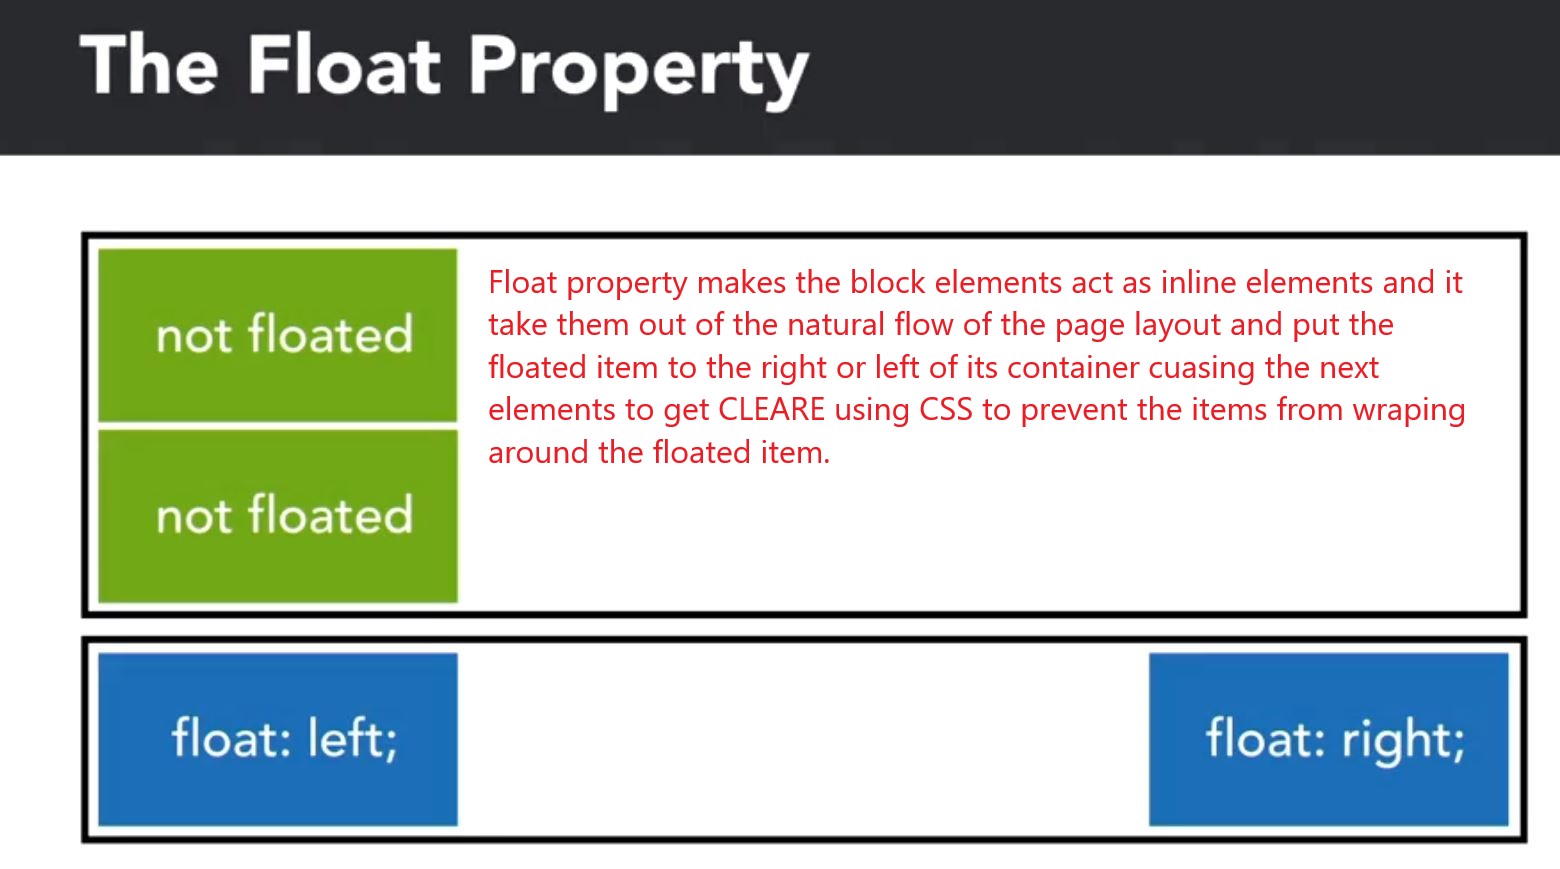 The Float Property
not floated
Float property makes the block elements act as inline elements and it
take them out of the natural flow of the page layout and put the
floated item to the right or left of its container cuasing the next
elements to get CLEARE using CSS to prevent the items from wraping
around the floated item.
not floated
float: left;
float: right;